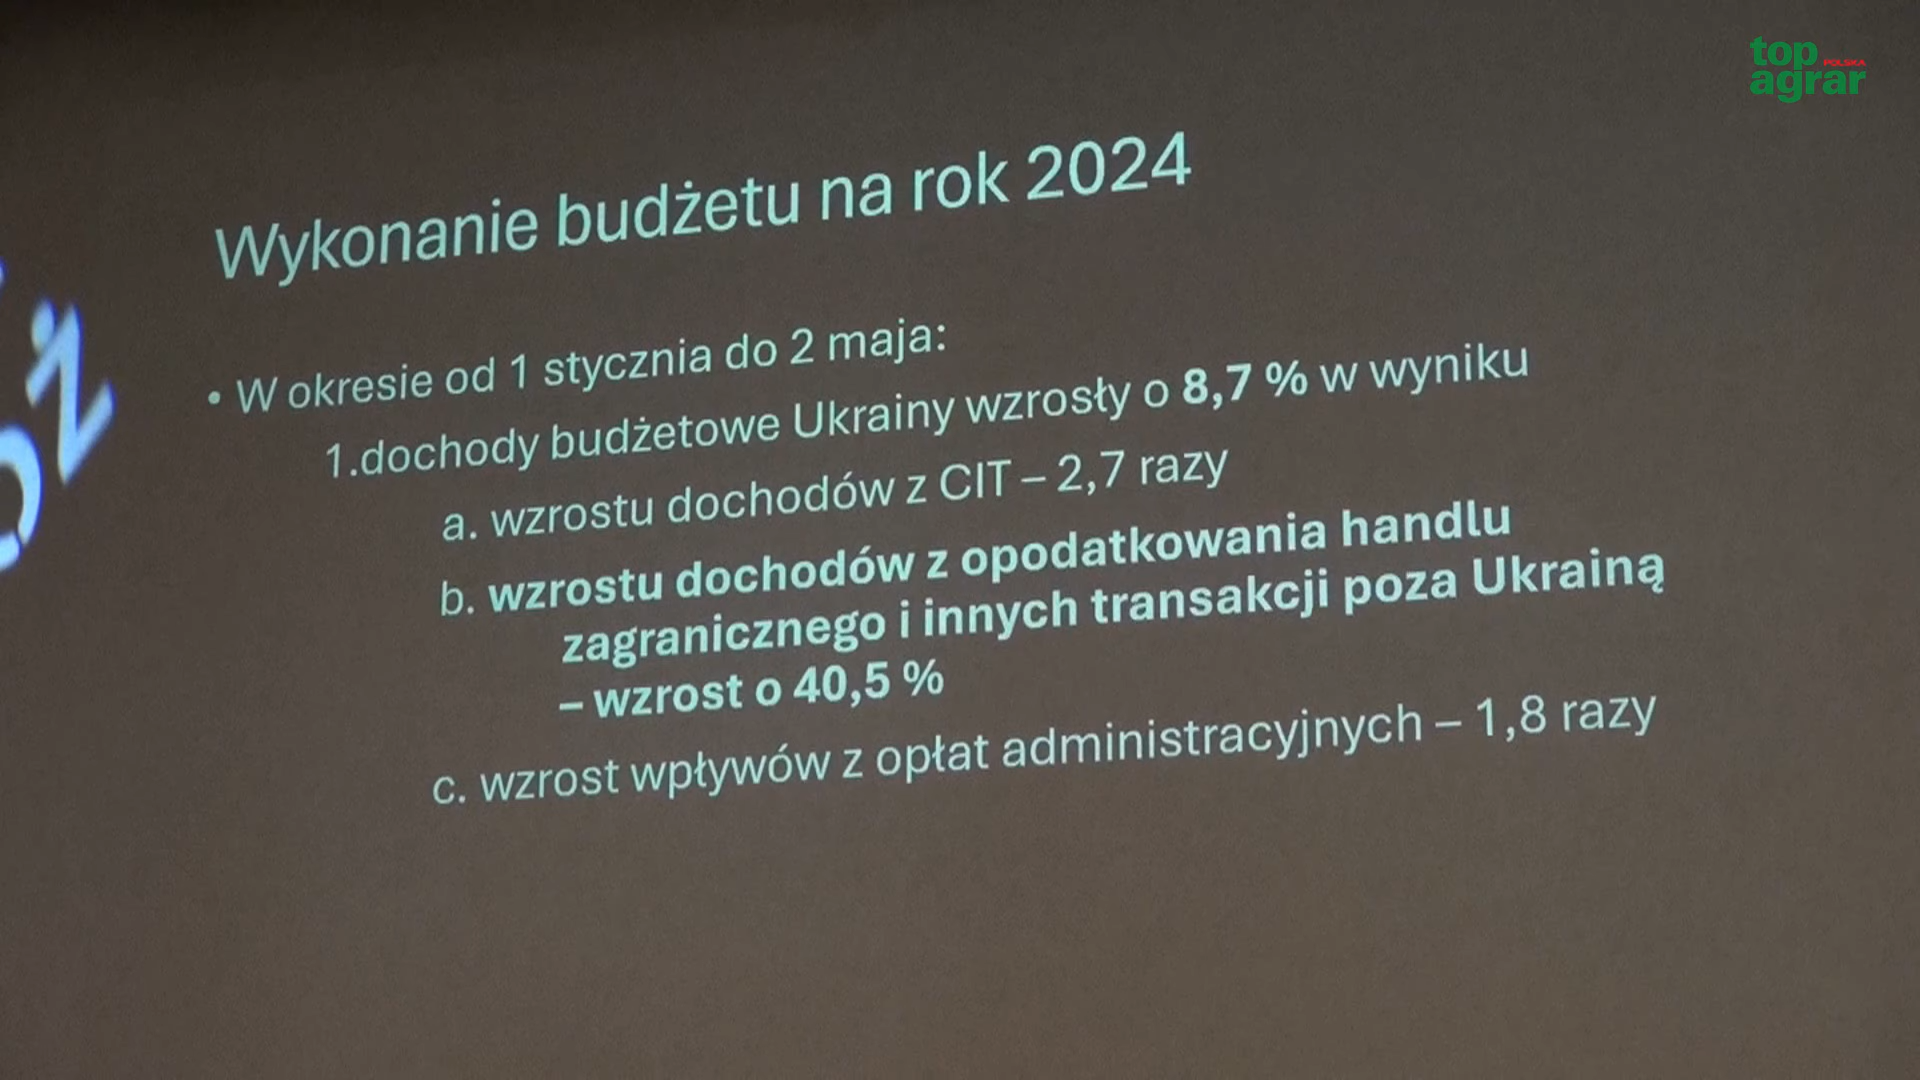 top
POLSKA
agrar
Wykonanie budżetu na rok 2024
• W okresie od 1 stycznia do 2 maja:
1.dochody budżetowe Ukrainy wzrosły o 8,7 % w wyniku
a. wzrostu dochodów z CIT – 2,7 razy
b. wzrostu dochodów z opodatkowania handlu
zagranicznego i innych transakcji poza Ukrainą
– wzrost o 40,5 %
c. wzrost wpływów z opłat administracyjnych – 1,8 razy